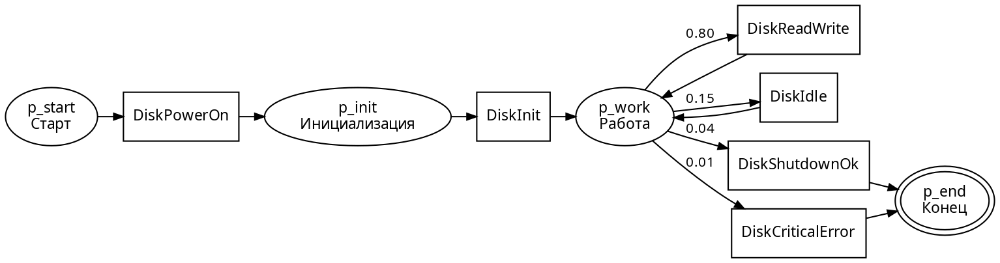 p_start
Старт
DiskPowerOn
p_init
Инициализация
DiskInit
p_work
Работа
0.80
DiskReadWrite
0.15
DiskIdle
0.04
DiskShutdownOk
0.01
DiskCriticalError
p_end
Конец